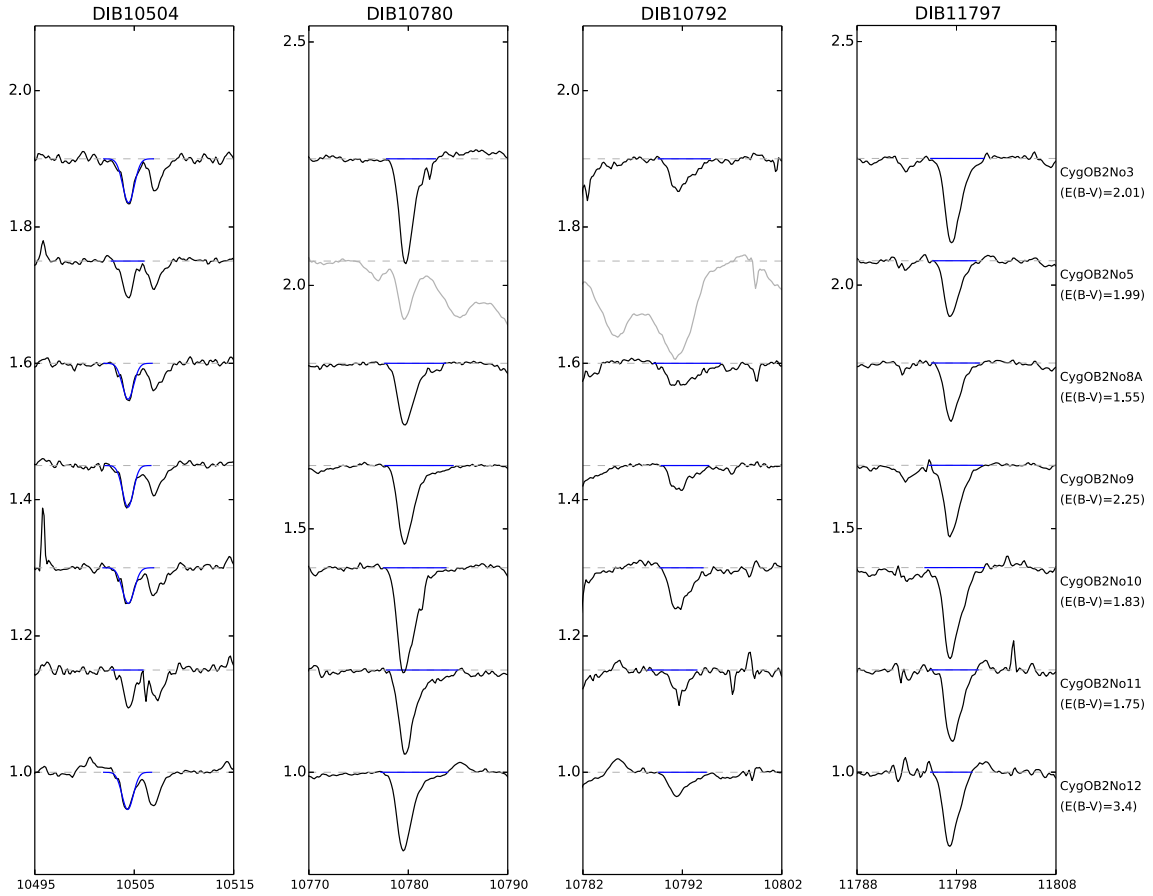 DIB10504
DIB10780
DIB10792
DIB11797
2.0
1.8
1.6
1.4
1.2
1.0
10495
10505
10515
2.5
2.0
1.5
1.0
10770
10780
10790
2.0
1.8
1.6
1.4
1.2
1.0
10782
10792
10802
2.5
2.0
1.5
1.0
11788
11798
11808
CygOB2No3
(E(B-V)=2.01)
CygOB2No5
(E(B-V)=1.99)
CygOB2No8A
(E(B-V)=1.55)
CygOB2No9
(E(B-V)=2.25)
CygOB2No10
(E(B-V)=1.83)
CygOB2No11
(E(B-V)=1.75)
CygOB2No12
(E(B-V)=3.4)